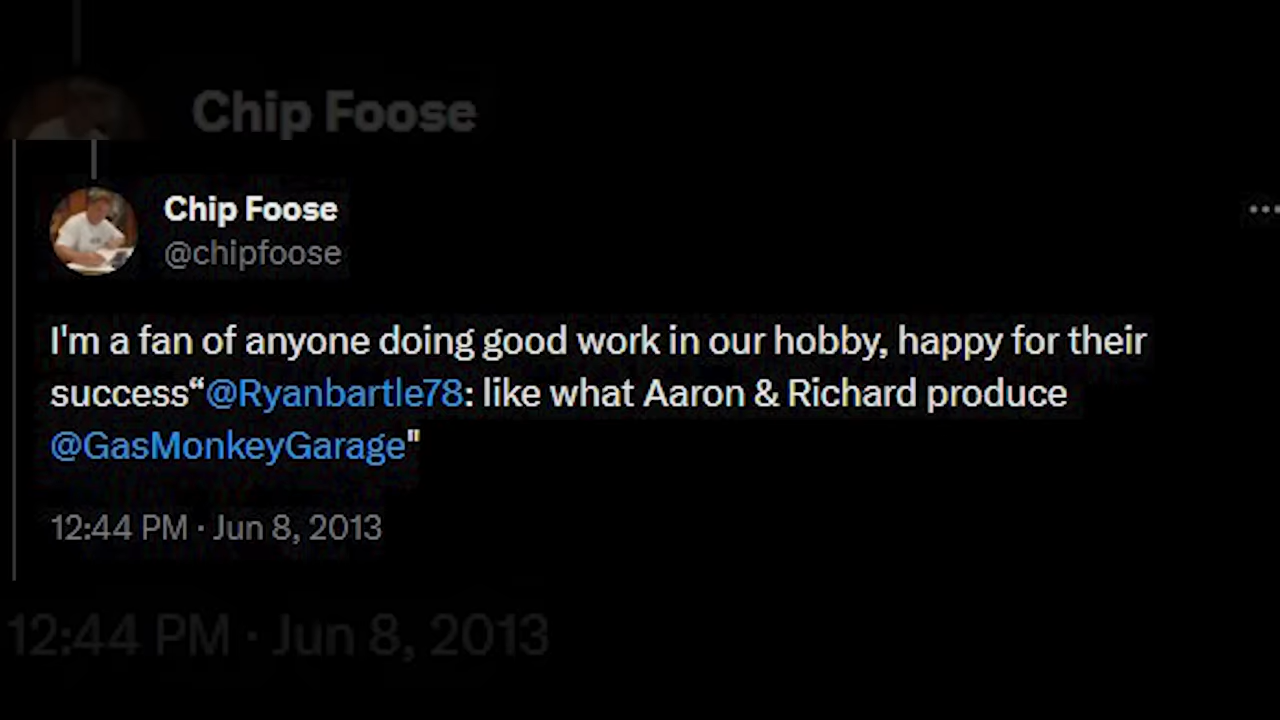 Chip Foose
Chip Foose
@chipfoose
I'm a fan of anyone doing good work in our hobby, happy for their
success“@Ryanbartle78: like what Aaron & Richard produce
@GasMonkeyGarage"
12:44 PM · Jun 8, 2013
12:44 PM · Jun 8, 2013